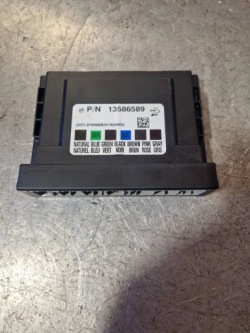 P/N 13586589
NATURAL BLUE GREEN BLACK BROWN PINK GRAY
NATUREL BLEU VERT NOIR BRUN ROSE GRIS